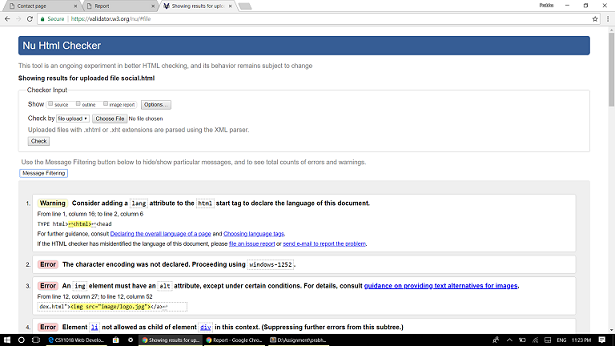 Contact page
Report
Showing results for uplo
Prabble
Secure https://validator.w3.org/nu/#file
Nu Html Checker
This tool is an ongoing experiment in better HTML checking, and its behavior remains subject to change
Showing results for uploaded file social.html
Checker Input
Show source outline image report Options...
Check by file upload Choose File No file chosen
Uploaded files with .xhtml or .xht extensions are parsed using the XML parser.
Check
Use the Message Filtering button below to hide/show particular messages, and to see total counts of errors and warnings.
Message Filtering
1. Warning Consider adding a lang attribute to the html start tag to declare the language of this document.
From line 1, column 16; to line 2, column 6
TYPE html>↩<html>↩<head
For further guidance, consult Declaring the overall language of a page and Choosing language tags.
If the HTML checker has misidentified the language of this document, please file an issue report or send e-mail to report the problem.
2. Error The character encoding was not declared. Proceeding using windows-1252.
3. Error An img element must have an alt attribute, except under certain conditions. For details, consult guidance on providing text alternatives for images.
From line 12, column 27; to line 12, column 52
dex.html"><img src="image/logo.jpg"></a>↩
4. Error Element li not allowed as child of element div in this context. (Suppressing further errors from this subtree.)
CSY1018 Web Develo...
Showing results for up...
Report - Google Chro...
D:\Assignment\prabh...
ENG 11:23 PM